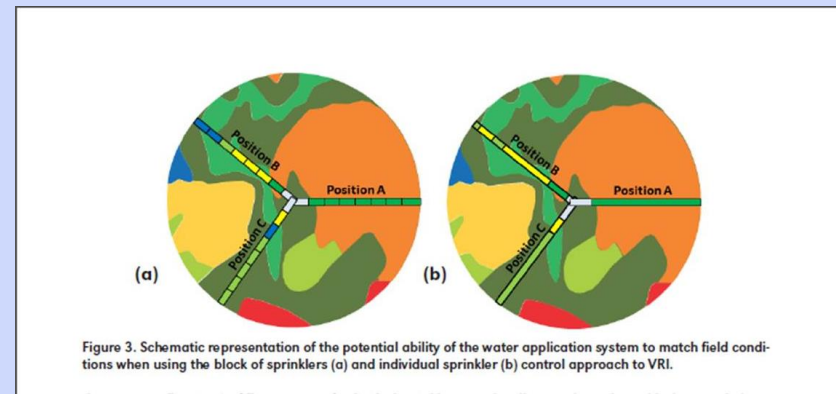 Position B
Position A
Position C
(a)
Position B
Position A
Position C
(b)
Figure 3. Schematic representation of the potential ability of the water application system to match field condi-
tions when using the block of sprinklers (a) and individual sprinkler (b) control approach to VRI.